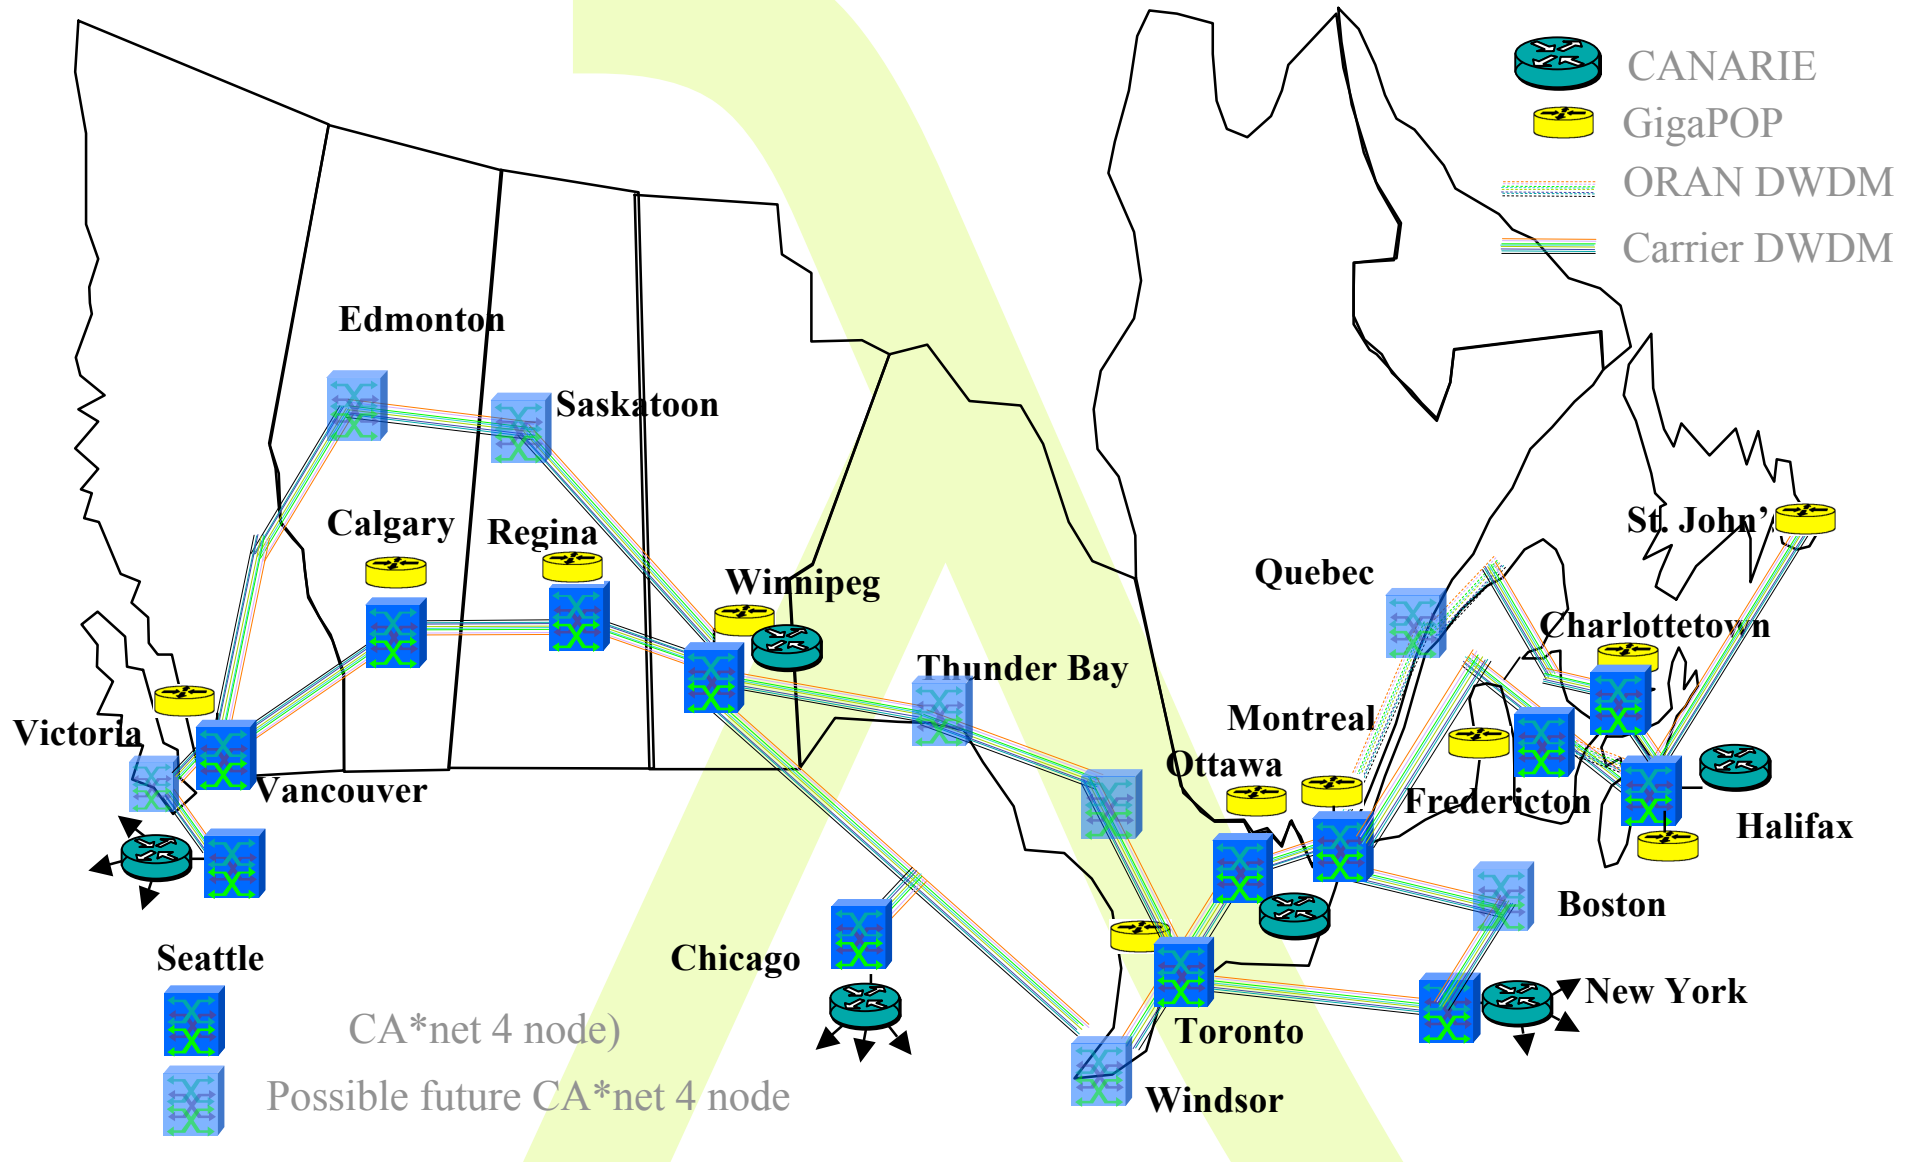 CANARIE
GigaPOP
ORAN DWDM
Carrier DWDM
Edmonton
Saskatoon
Calgary
Regina
Winnipeg
St. John'
Quebec
Charlottetown
Thunder Bay
Montreal
Victoria
Ottawa
Vancouver
Fredericton
Halifax
Boston
Seattle
Chicago
New York
Toronto
CA*net 4 node)
Possible future CA*net 4 node
Windsor